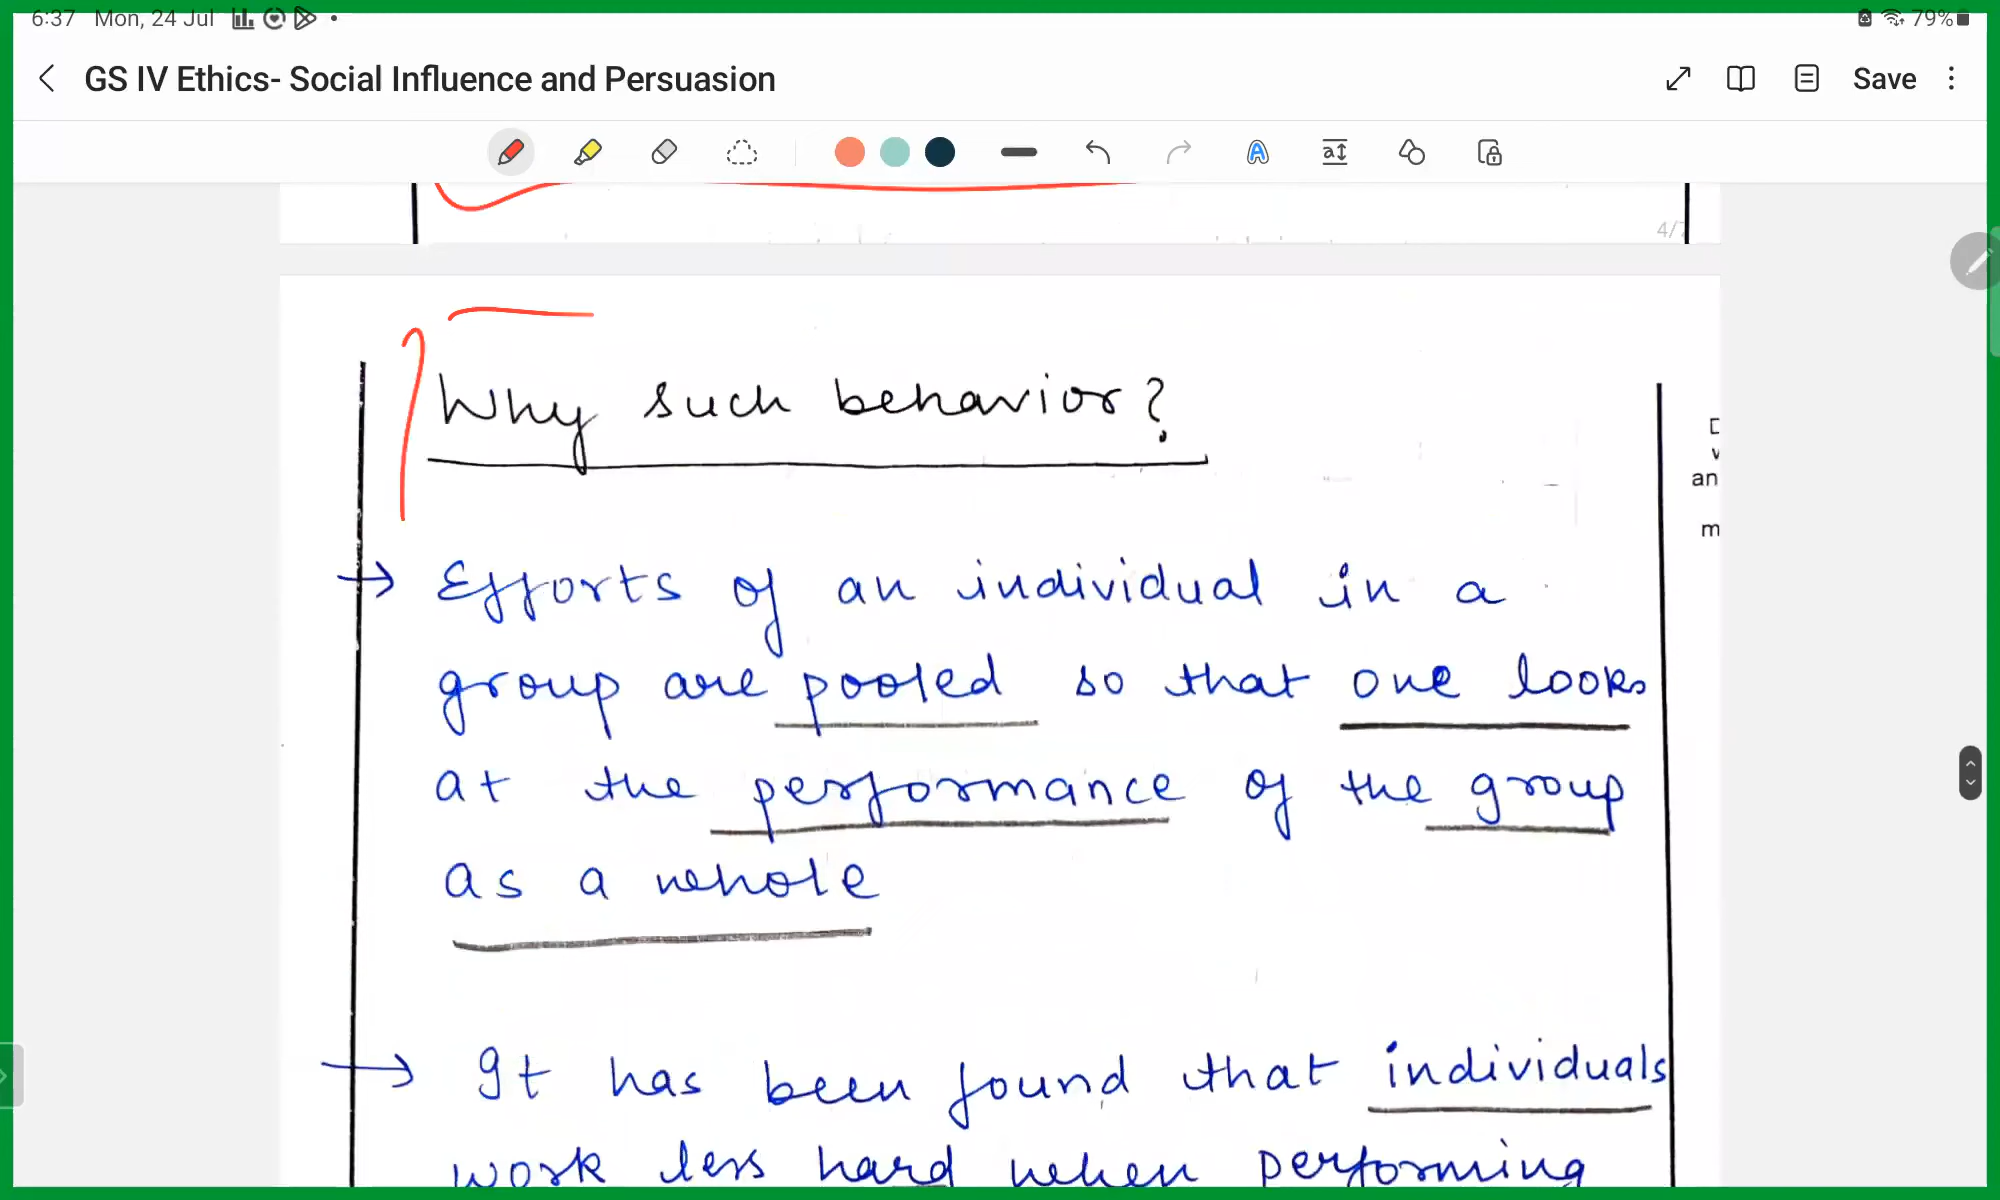 6:37 Mon, 24 Jul 79%
GS IV Ethics- Social Influence and Persuasion Save
4/
Why such behavior?
D
v
an
m
→ Efforts of an individual in a
group are pooled so that one looks
at the performance of the group
as a whole
→ It has been found that individuals
work less hard when performing